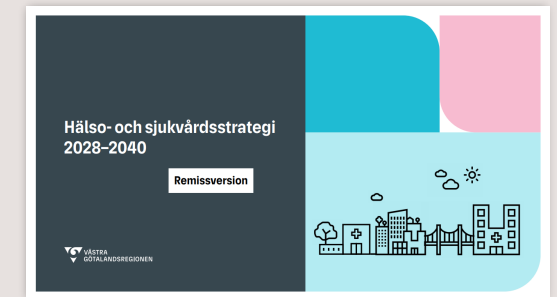 Hälso- och sjukvårdsstrategi
2028–2040
Remissversion
VÄSTRA
GÖTALANDSREGIONEN